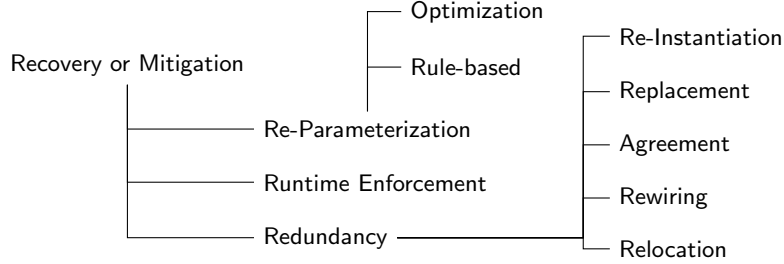 Recovery or Mitigation
Optimization
Rule-based
Re-Parameterization
Runtime Enforcement
Redundancy
Re-Instantiation
Replacement
Agreement
Rewiring
Relocation